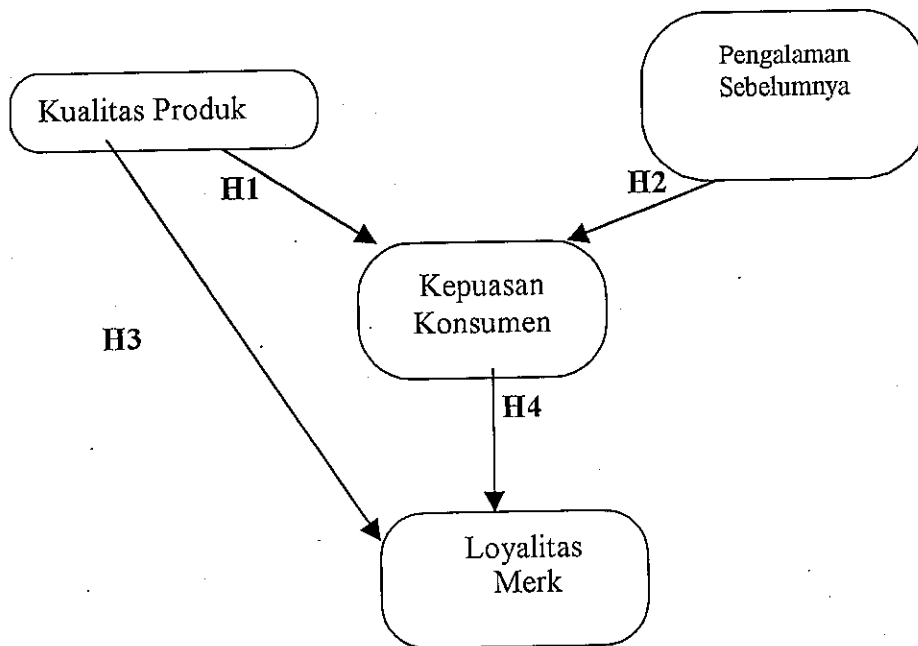 Pengalaman
Sebelumnya
Kualitas Produk
H1
H2
Kepuasan
Konsumen
H3
H4
Loyalitas
Merk